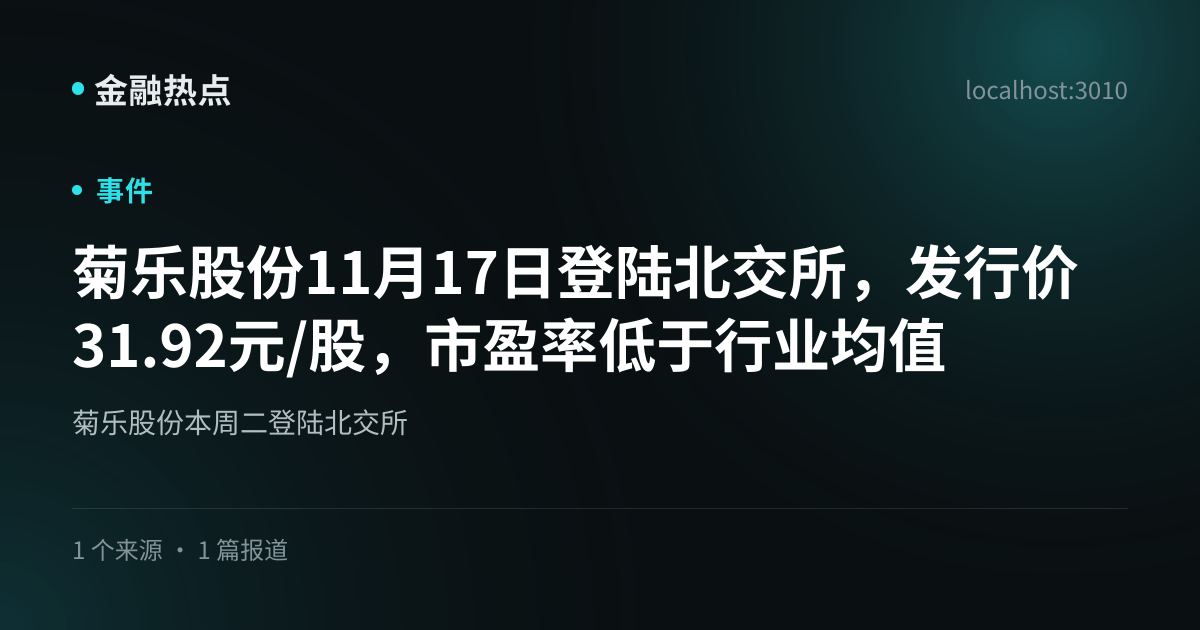 金融热点
localhost:3010
事件
菊乐股份11月17日登陆北交所，发行价
31.92元/股，市盈率低于行业均值
菊乐股份本周二登陆北交所
1 个来源 · 1 篇报道